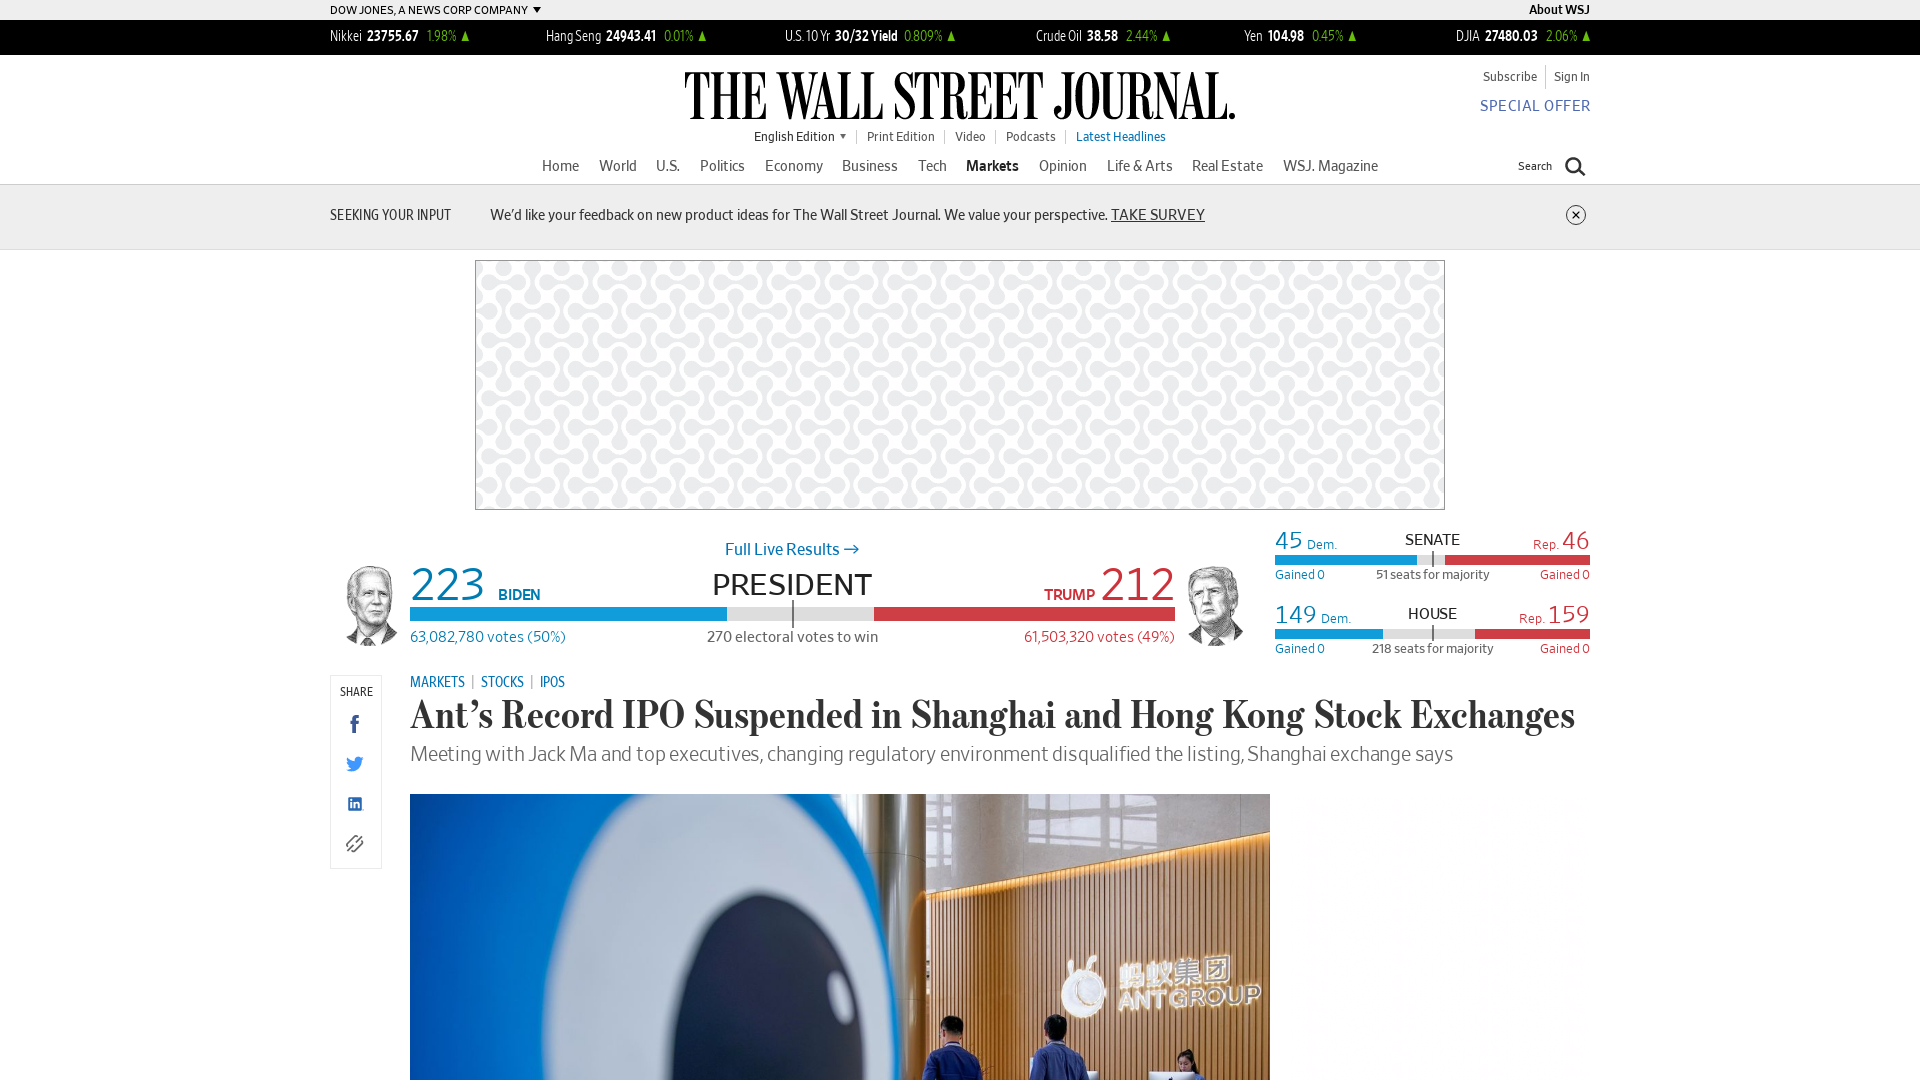 DOW JONES, A NEWS CORP COMPANY
About WSJ
Nikkei 23755.67 1.98% ▲
Hang Seng 24943.41 0.01% ▲
U.S. 10 Yr 30/32 Yield 0.809% ▲
Crude Oil 38.58 2.44% ▲
Yen 104.98 0.45% ▲
DJIA 27480.03 2.06% ▲
THE WALL STREET JOURNAL.
Subscribe
Sign In
SPECIAL OFFER
English Edition
Print Edition
Video
Podcasts
Latest Headlines
Home
World
U.S.
Politics
Economy
Business
Tech
Markets
Opinion
Life & Arts
Real Estate
WSJ. Magazine
Search
SEEKING YOUR INPUT
We’d like your feedback on new product ideas for The Wall Street Journal. We value your perspective. TAKE SURVEY
Full Live Results →
223 BIDEN
PRESIDENT
TRUMP 212
63,082,780 votes (50%)
270 electoral votes to win
61,503,320 votes (49%)
45 Dem.
SENATE
Rep. 46
Gained 0
51 seats for majority
Gained 0
149 Dem.
HOUSE
Rep. 159
Gained 0
218 seats for majority
Gained 0
SHARE
MARKETS | STOCKS | IPOS
Ant’s Record IPO Suspended in Shanghai and Hong Kong Stock Exchanges
Meeting with Jack Ma and top executives, changing regulatory environment disqualified the listing, Shanghai exchange says
蚂蚁集团
ANT GROUP